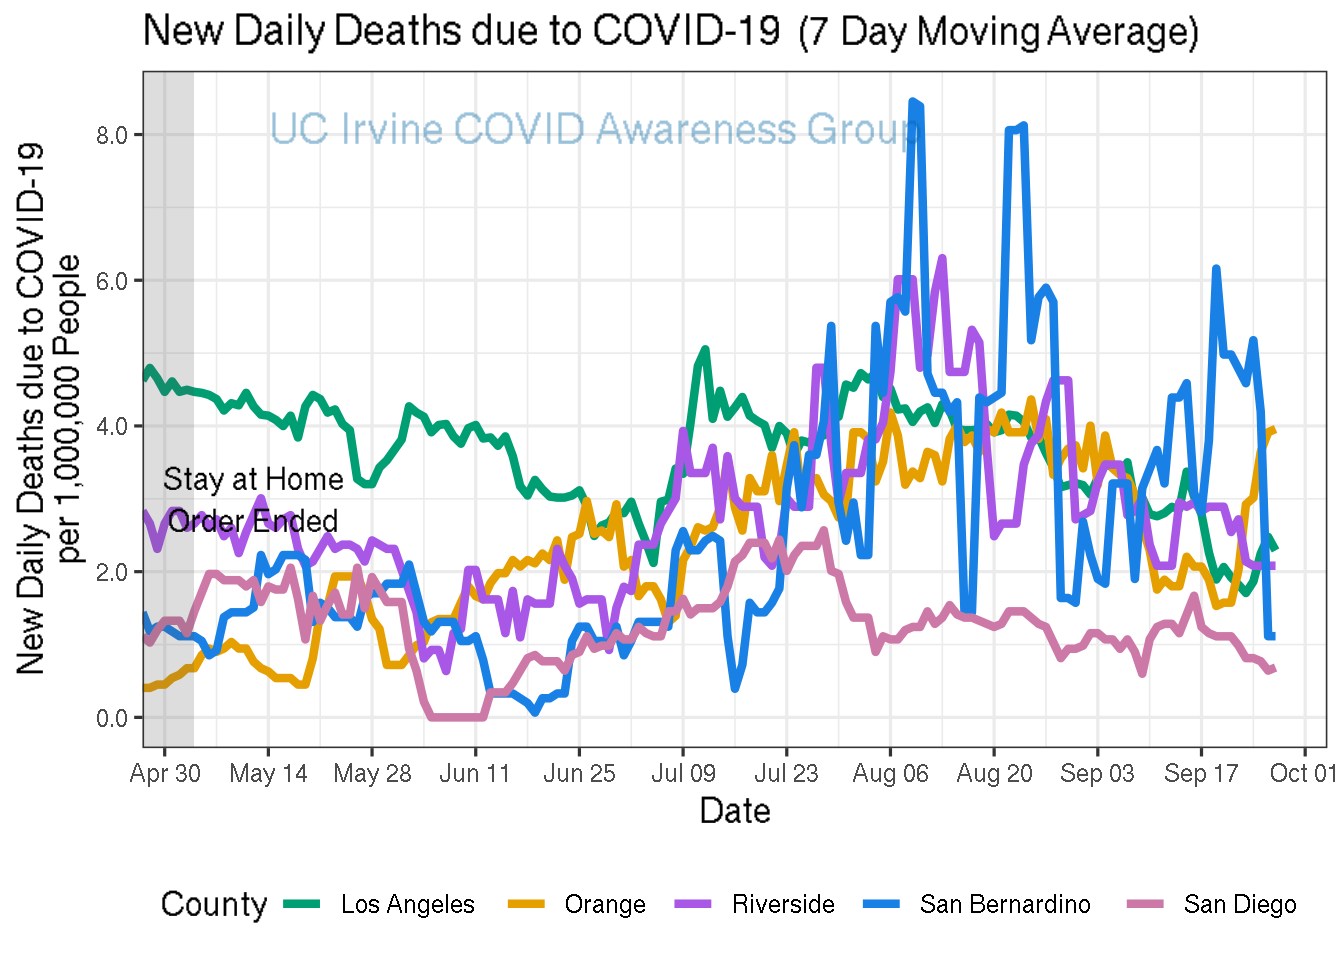 New Daily Deaths due to COVID-19 (7 Day Moving Average)
UC Irvine COVID Awareness Group
New Daily Deaths due to COVID-19
per 1,000,000 People
8.0
6.0
4.0
2.0
0.0
Stay at Home
Order Ended
Apr 30 May 14 May 28 Jun 11 Jun 25 Jul 09 Jul 23 Aug 06 Aug 20 Sep 03 Sep 17 Oct 01
Date
County Los Angeles Orange Riverside San Bernardino San Diego